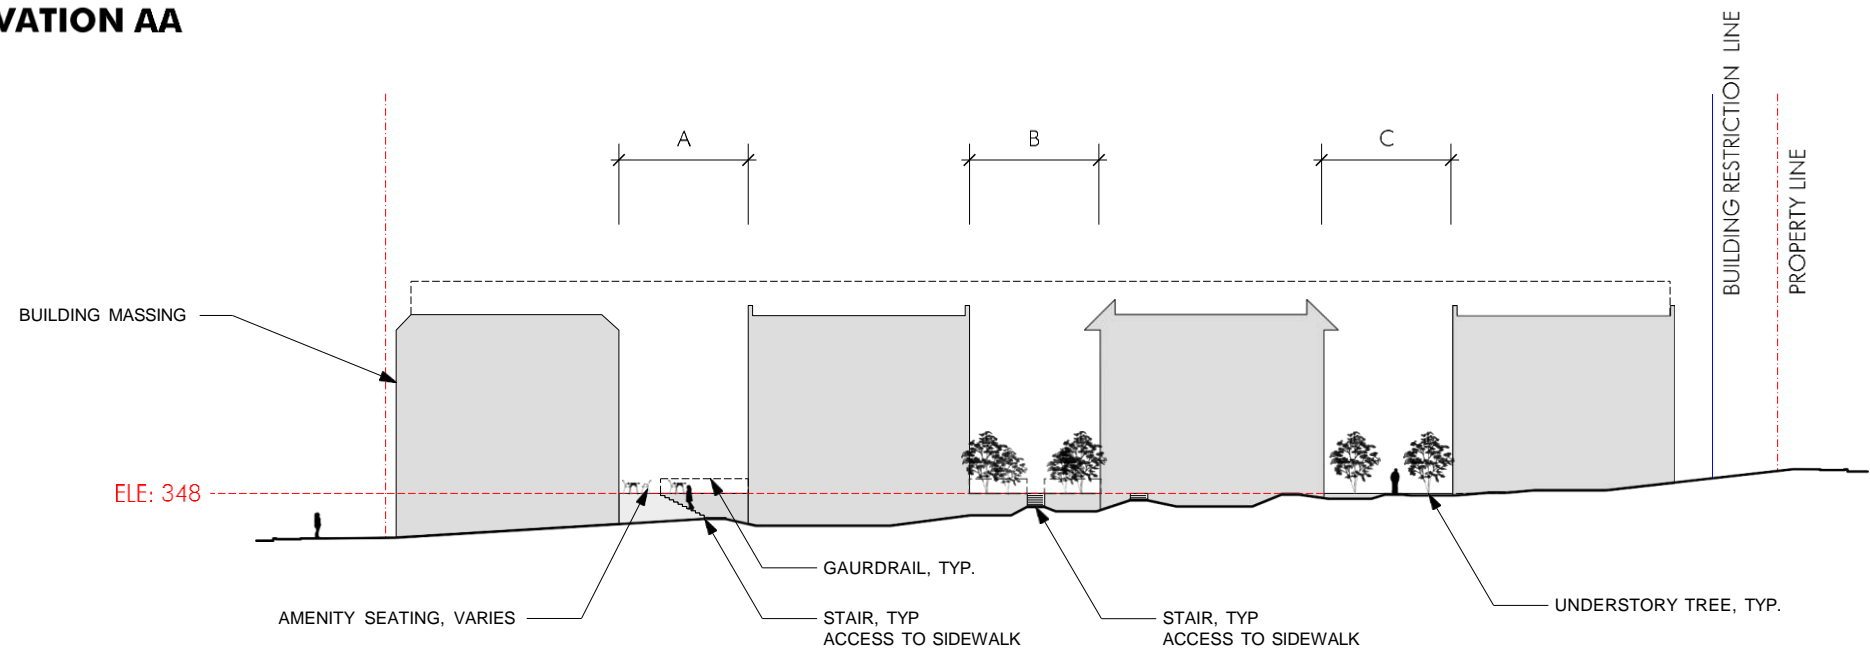 VATION AA
BUILDING RESTRICTION LINE
PROPERTY LINE
A
B
C
BUILDING MASSING
ELE: 348
GAURDRAIL, TYP.
AMENITY SEATING, VARIES
STAIR, TYP
ACCESS TO SIDEWALK
STAIR, TYP
ACCESS TO SIDEWALK
UNDERSTORY TREE, TYP.